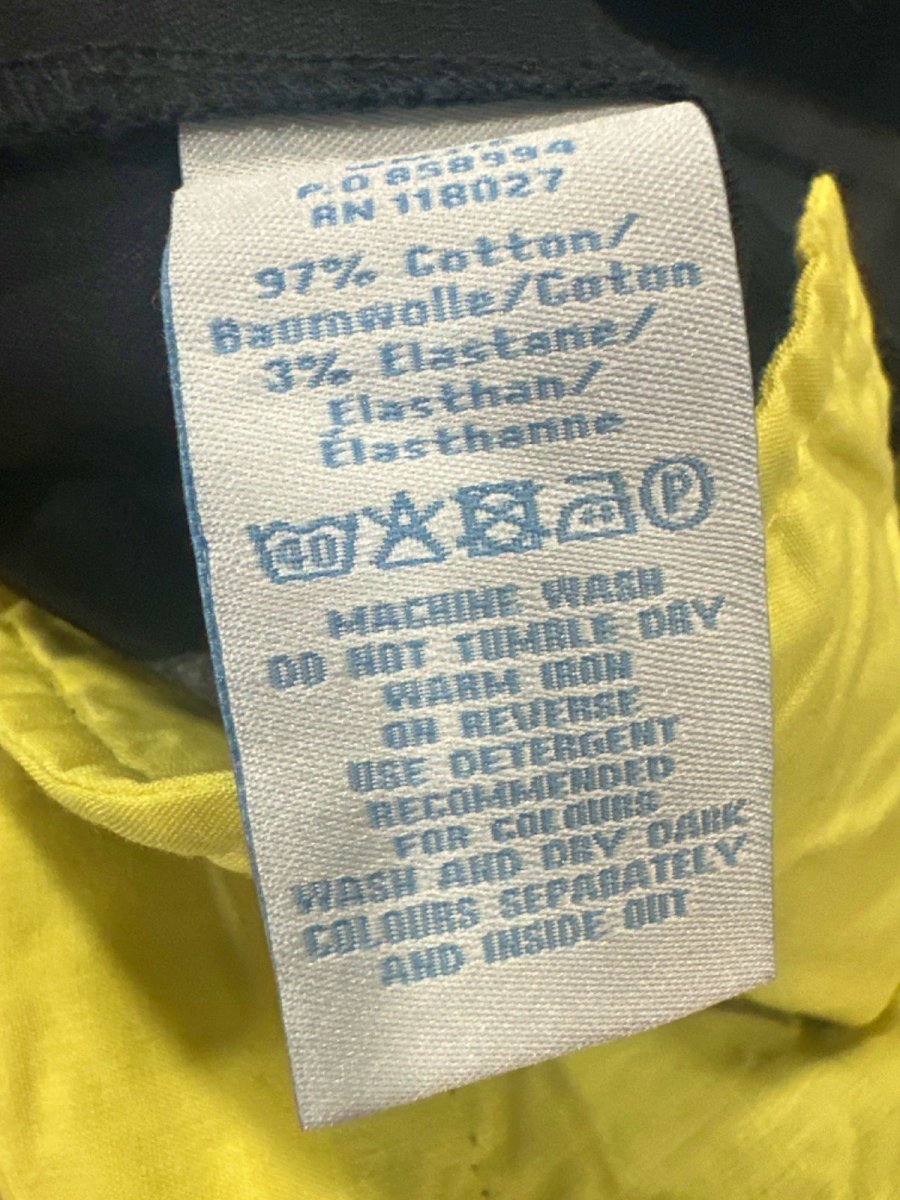 P.O 858994
RN 118027
97% Cotton/
Baumwolle/Coton
3% Elastane/
Elasthan/
Élasthanne
40 P
MACHINE WASH
DO NOT TUMBLE DRY
WARM IRON
ON REVERSE
USE DETERGENT
RECOMMENDED
FOR COLOURS
WASH AND DRY DARK
COLOURS SEPARATELY
AND INSIDE OUT